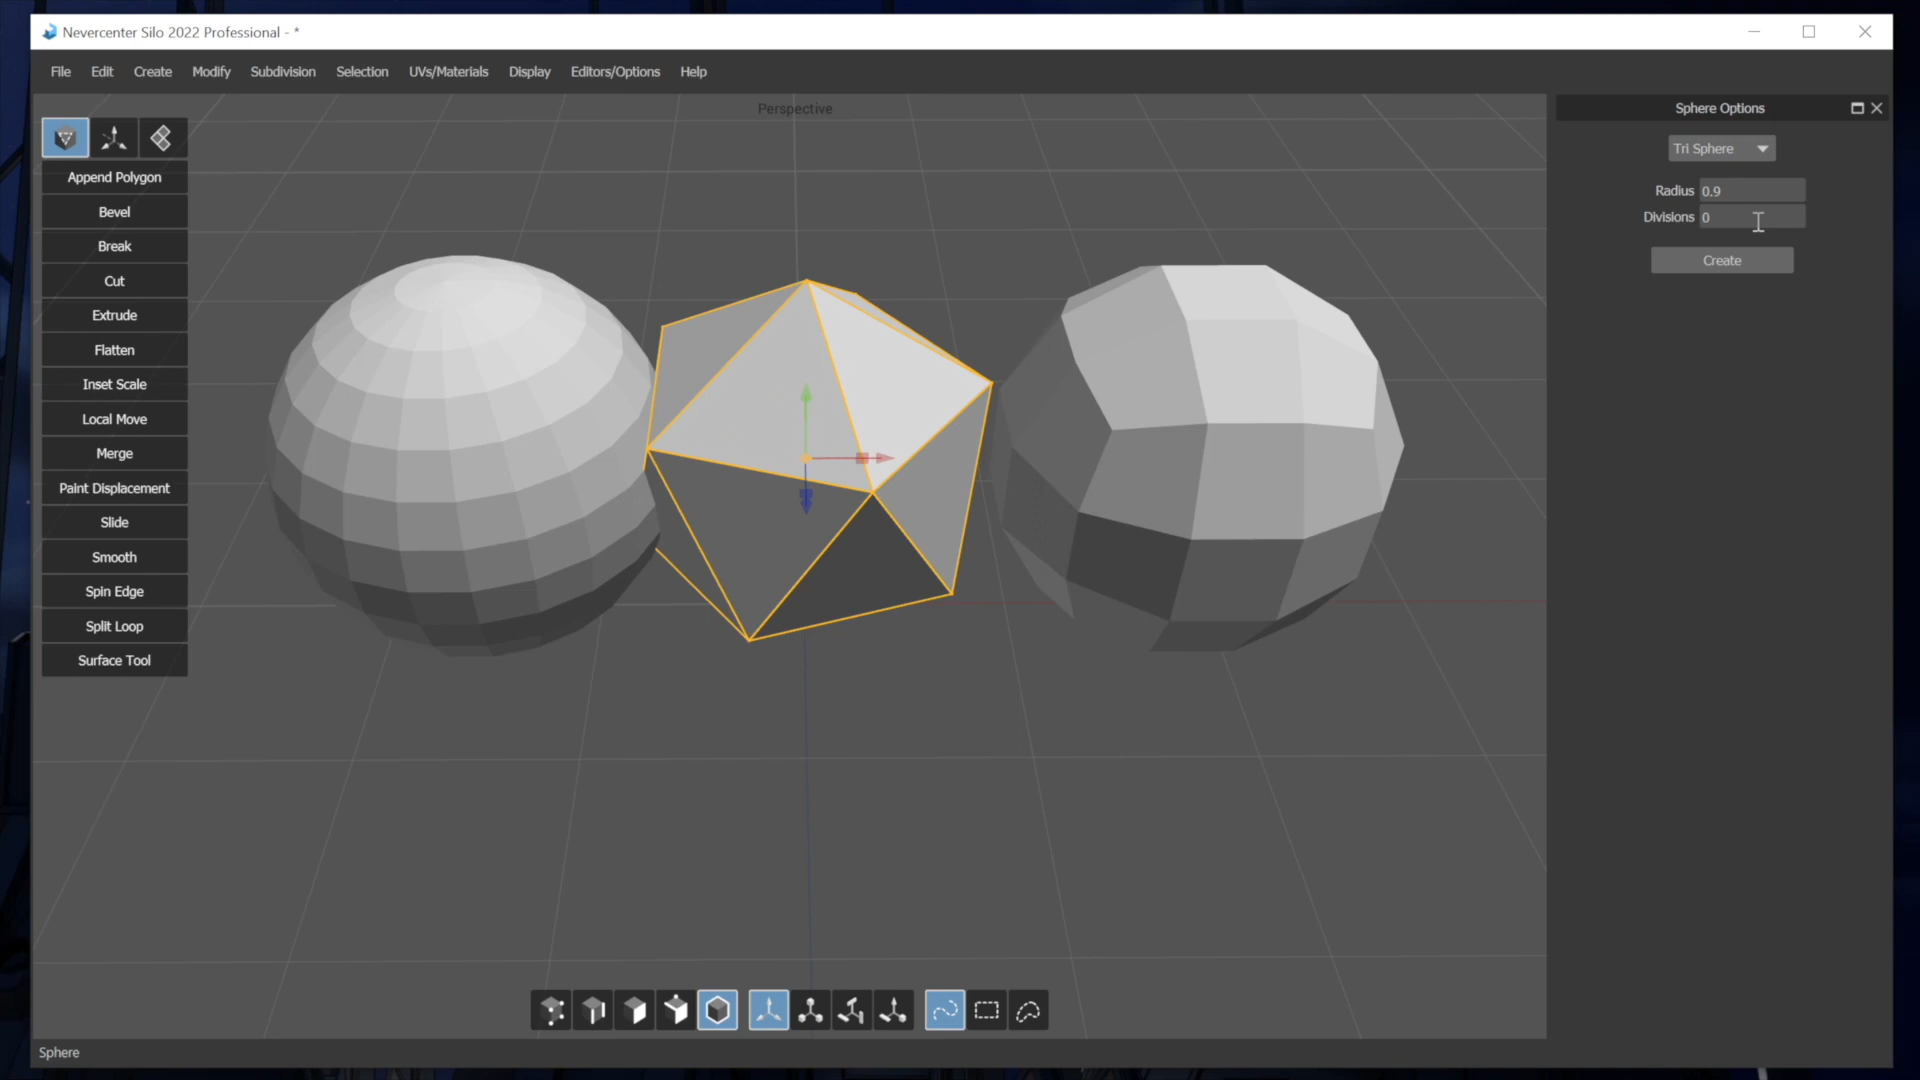 Nevercenter Silo 2022 Professional - *
File Edit Create Modify Subdivision Selection UVs/Materials Display Editors/Options Help
Perspective
Append Polygon
Bevel
Break
Cut
Extrude
Flatten
Inset Scale
Local Move
Merge
Paint Displacement
Slide
Smooth
Spin Edge
Split Loop
Surface Tool
Sphere Options
Tri Sphere
Radius 0.9
Divisions 0
Create
Sphere